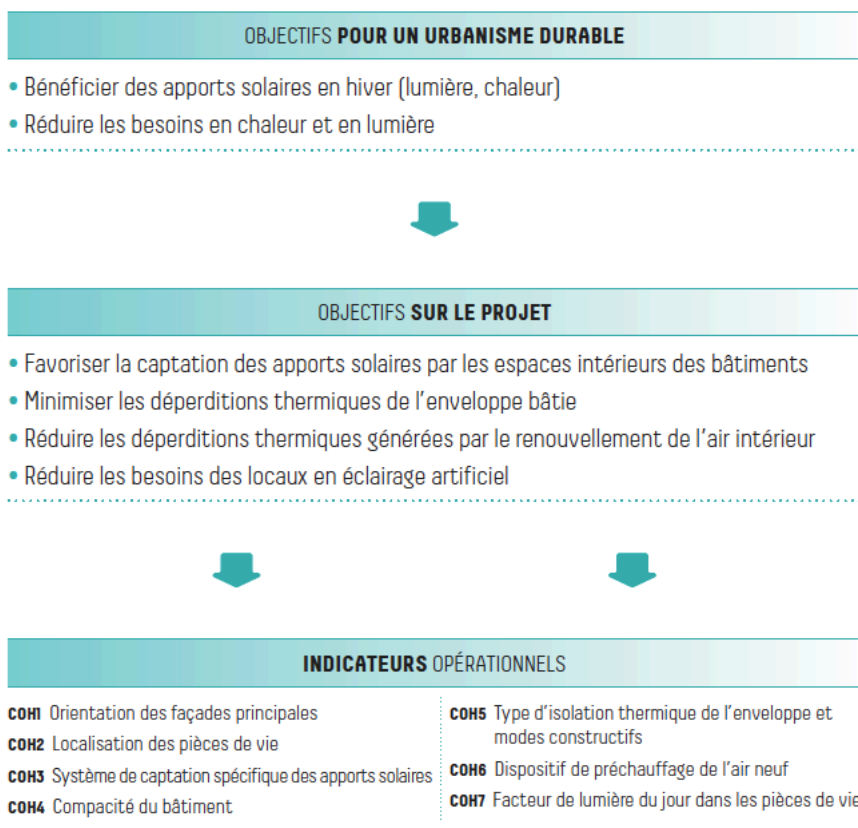 OBJECTIFS POUR UN URBANISME DURABLE
• Bénéficier des apports solaires en hiver (lumière, chaleur)
• Réduire les besoins en chaleur et en lumière
OBJECTIFS SUR LE PROJET
• Favoriser la captation des apports solaires par les espaces intérieurs des bâtiments
• Minimiser les déperditions thermiques de l'enveloppe bâtie
• Réduire les déperditions thermiques générées par le renouvellement de l'air intérieur
• Réduire les besoins des locaux en éclairage artificiel
INDICATEURS OPÉRATIONNELS
COH1 Orientation des façades principales
COH2 Localisation des pièces de vie
COH3 Système de captation spécifique des apports solaires
COH4 Compacité du bâtiment
COH5 Type d'isolation thermique de l'enveloppe et
modes constructifs
COH6 Dispositif de préchauffage de l'air neuf
COH7 Facteur de lumière du jour dans les pièces de vie